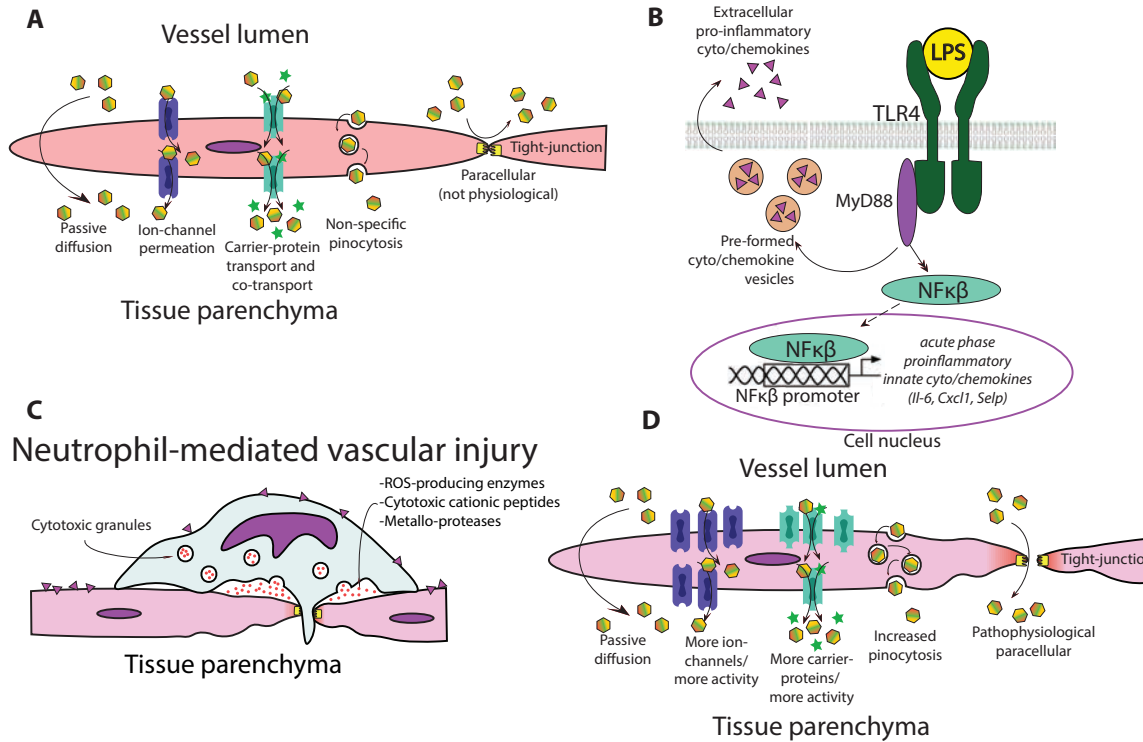 A
Vessel lumen
Tight-junction
Paracellular
(not physiological)
Passive
diffusion
Ion-channel
permeation
Carrier-protein
transport and
co-transport
Non-specific
pinocytosis
Tissue parenchyma
B
Extracellular
pro-inflammatory
cyto/chemokines
LPS
TLR4
MyD88
Pre-formed
cyto/chemokine
vesicles
NFκβ
NFκβ
NFκβ promoter
acute phase
proinflammatory
innate cyto/chemokines
(Il-6, Cxcl1, Selp)
Cell nucleus
C
Neutrophil-mediated vascular injury
-ROS-producing enzymes
-Cytotoxic cationic peptides
-Metallo-proteases
Cytotoxic granules
Tissue parenchyma
D
Vessel lumen
Tight-junction
Passive
diffusion
More ion-
channels/
more activity
More carrier-
proteins/
more activity
Increased
pinocytosis
Pathophysiological
paracellular
Tissue parenchyma